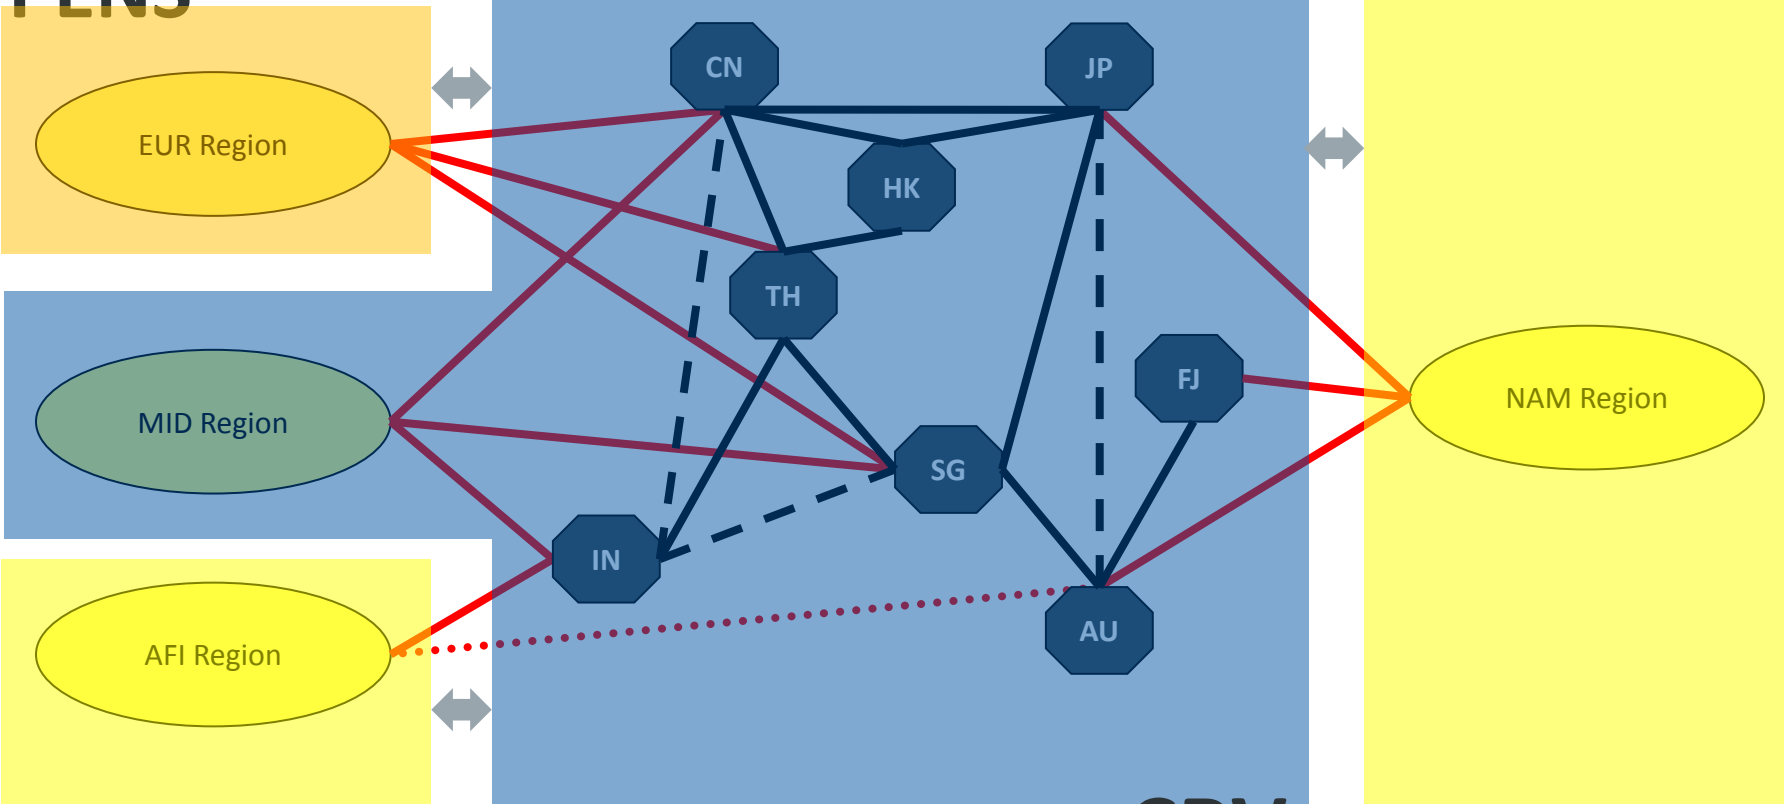 CN
JP
EUR Region
HK
TH
FJ
NAM Region
MID Region
SG
IN
AU
AFI Region